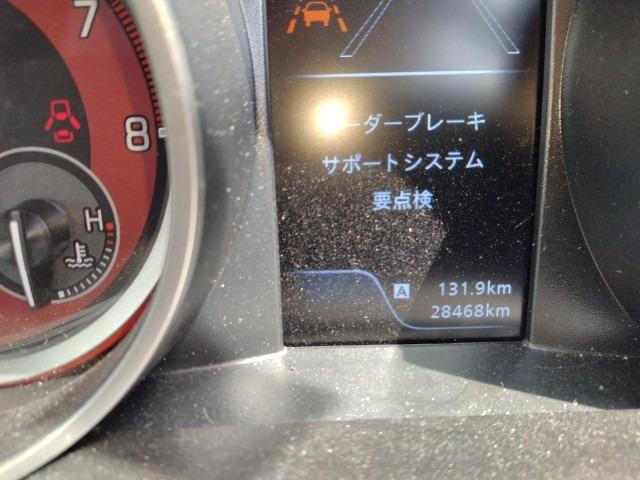 7
8
H
ーダーブレーキ
サポートシステム
要点検
A 131.9km
28468km